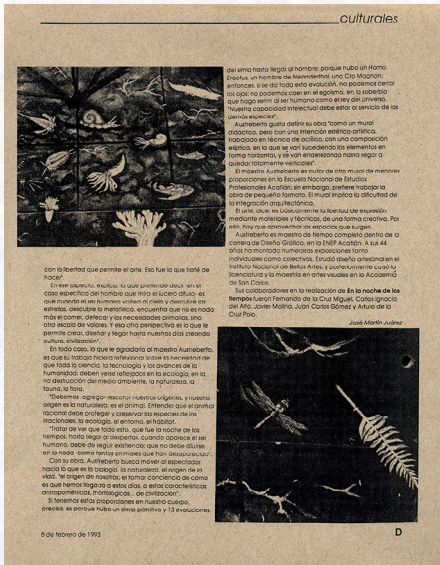 culturales
con la libertad que permite el arte. Eso fue lo que traté de
hacer".
En ese aspecto, explica, lo que pretende decir en el
caso específico del hombre que mira el lucero difuso es
que cuando el ser humano voltea al cielo y descubre las
estrellas, descubre lo metafísico, encuentra que no es nada
más el comer, defecar y las necesidades primarias, sino
otra escala de valores. Y esa otra perspectiva es la que le
permite crear, diseñar y llegar hasta nuestros días creando
cultura, civilización".
En todo caso, lo que le agradaría al maestro Austreberto,
es que su trabajo hiciera reflexionar sobre la necesidad de
que toda la ciencia, la tecnología y los avances de la
humanidad, deben verse reflejados en la ecología, en la
no destrucción del medio ambiente, la naturaleza, la
fauna, la flora.
"Debemos -agrega- rescatar nuestros orígenes, y nuestro
origen es la naturaleza, es el animal. Entender que el animal
racional debe proteger y preservar las especies de los
irracionales, la ecología, el entorno, el hábitat.
"Tratar de ver que todo esto, que fue la noche de los
tiempos, hasta llegar al despertar, cuando aparece el ser
humano, debe de seguir existiendo; que no debe diluirse
en la nada como tantos animales que han desaparecido".
Con su obra, Austreberto busca mover al espectador
hacia lo que es la biología, la naturaleza, el origen de la
vida, "el origen de nosotros; el tomar conciencia de cómo
es que hemos llegado a estos días, a estas características
antropométricas, morfológicas... de civilización".
Si tenemos estas proporciones en nuestro cuerpo,
precisa, es porque hubo un simio primitivo y 13 evoluciones
del simio hasta llegar al hombre; porque hubo un Homo
Erectus, un hombre de Neanderthal, uno Cro Magnon;
entonces, si se da toda esta evolución, no podemos cerrar
los ojos; no podemos caer en el egoísmo, en la soberbia
que haga sentir al ser humano como el rey del universo.
"Nuestra capacidad intelectual debe estar al servicio de las
demás especies".
Austreberto gusta definir su obra "como un mural
didáctico, pero con una intención estético-artística,
trabajado en técnica de acrílico, con una composición
elíptica, en la que se van sucediendo los elementos en
forma horizontal, y se van enderezando hasta llegar a
quedar totalmente verticales".
El maestro Austreberto es autor de otro mural de menores
proporciones en la Escuela Nacional de Estudios
Profesionales Acatlán; sin embargo, prefiere trabajar la
obra de pequeño formato. El mural implica la dificultad de
la integración arquitectónica.
El arte, dice, es básicamente la libertad de expresión
mediante materiales y técnicas, de una forma creativa. Por
ello, hay que aprovechar los espacios que surgen.
Austreberto es maestro de tiempo completo dentro de la
carrera de Diseño Gráfico, en la ENEP Acatlán. A sus 44
años ha montado numerosas exposiciones tanto
individuales como colectivas. Estudió diseño artesanal en el
Instituto Nacional de Bellas Artes, y posteriormente cursó la
licenciatura y la maestría en artes visuales en la Academia
de San Carlos.
Sus colaboradores en la realización de En la noche de los
tiempos fueron Fernando de la Cruz Miguel, Carlos Ignacio
del Año, Javier Molina, Juan Carlos Gómez y Arturo de la
Cruz Polo.
José Martín Juárez
8 de febrero de 1993
D